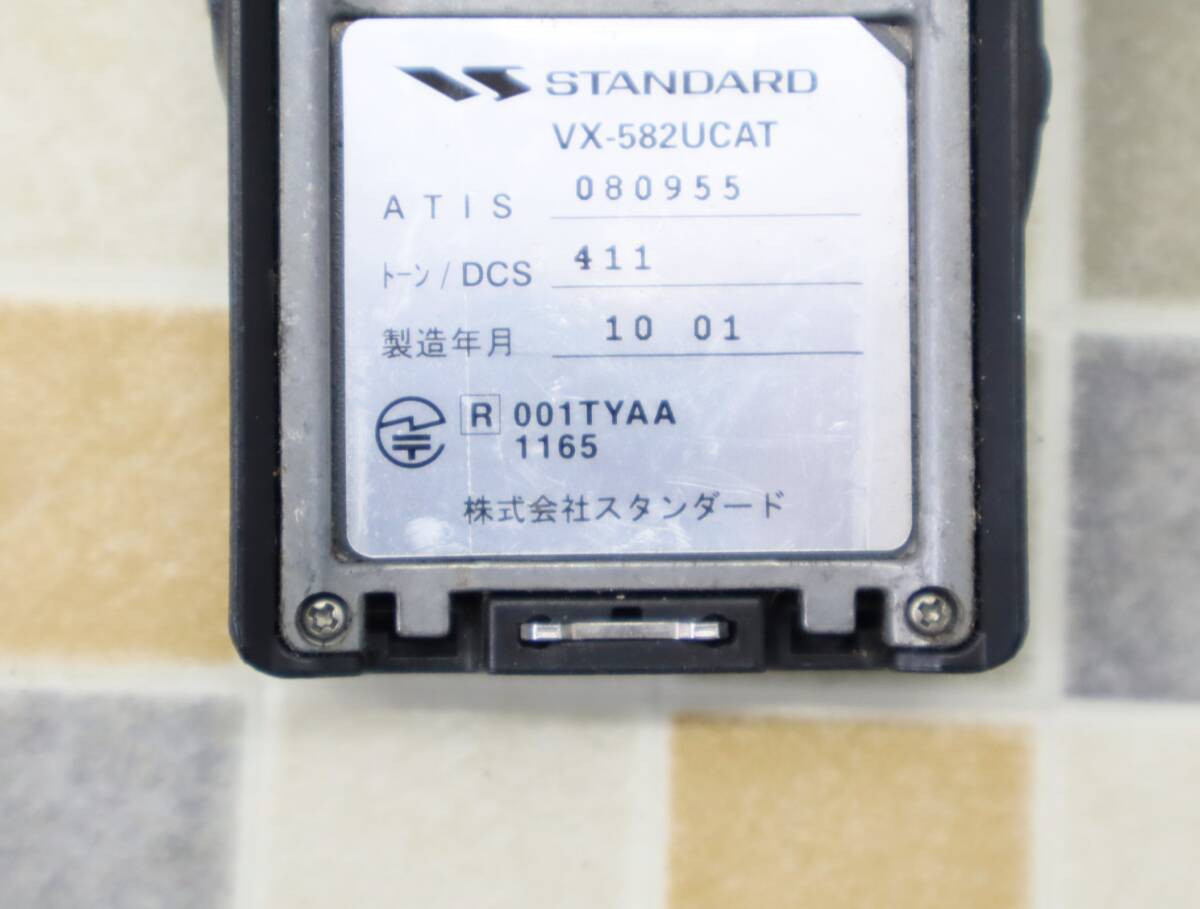 STANDARD
VX-582UCAT
ATIS 080955
トーン/DCS 411
製造年月 10 01
R 001TYAA
1165
株式会社スタンダード